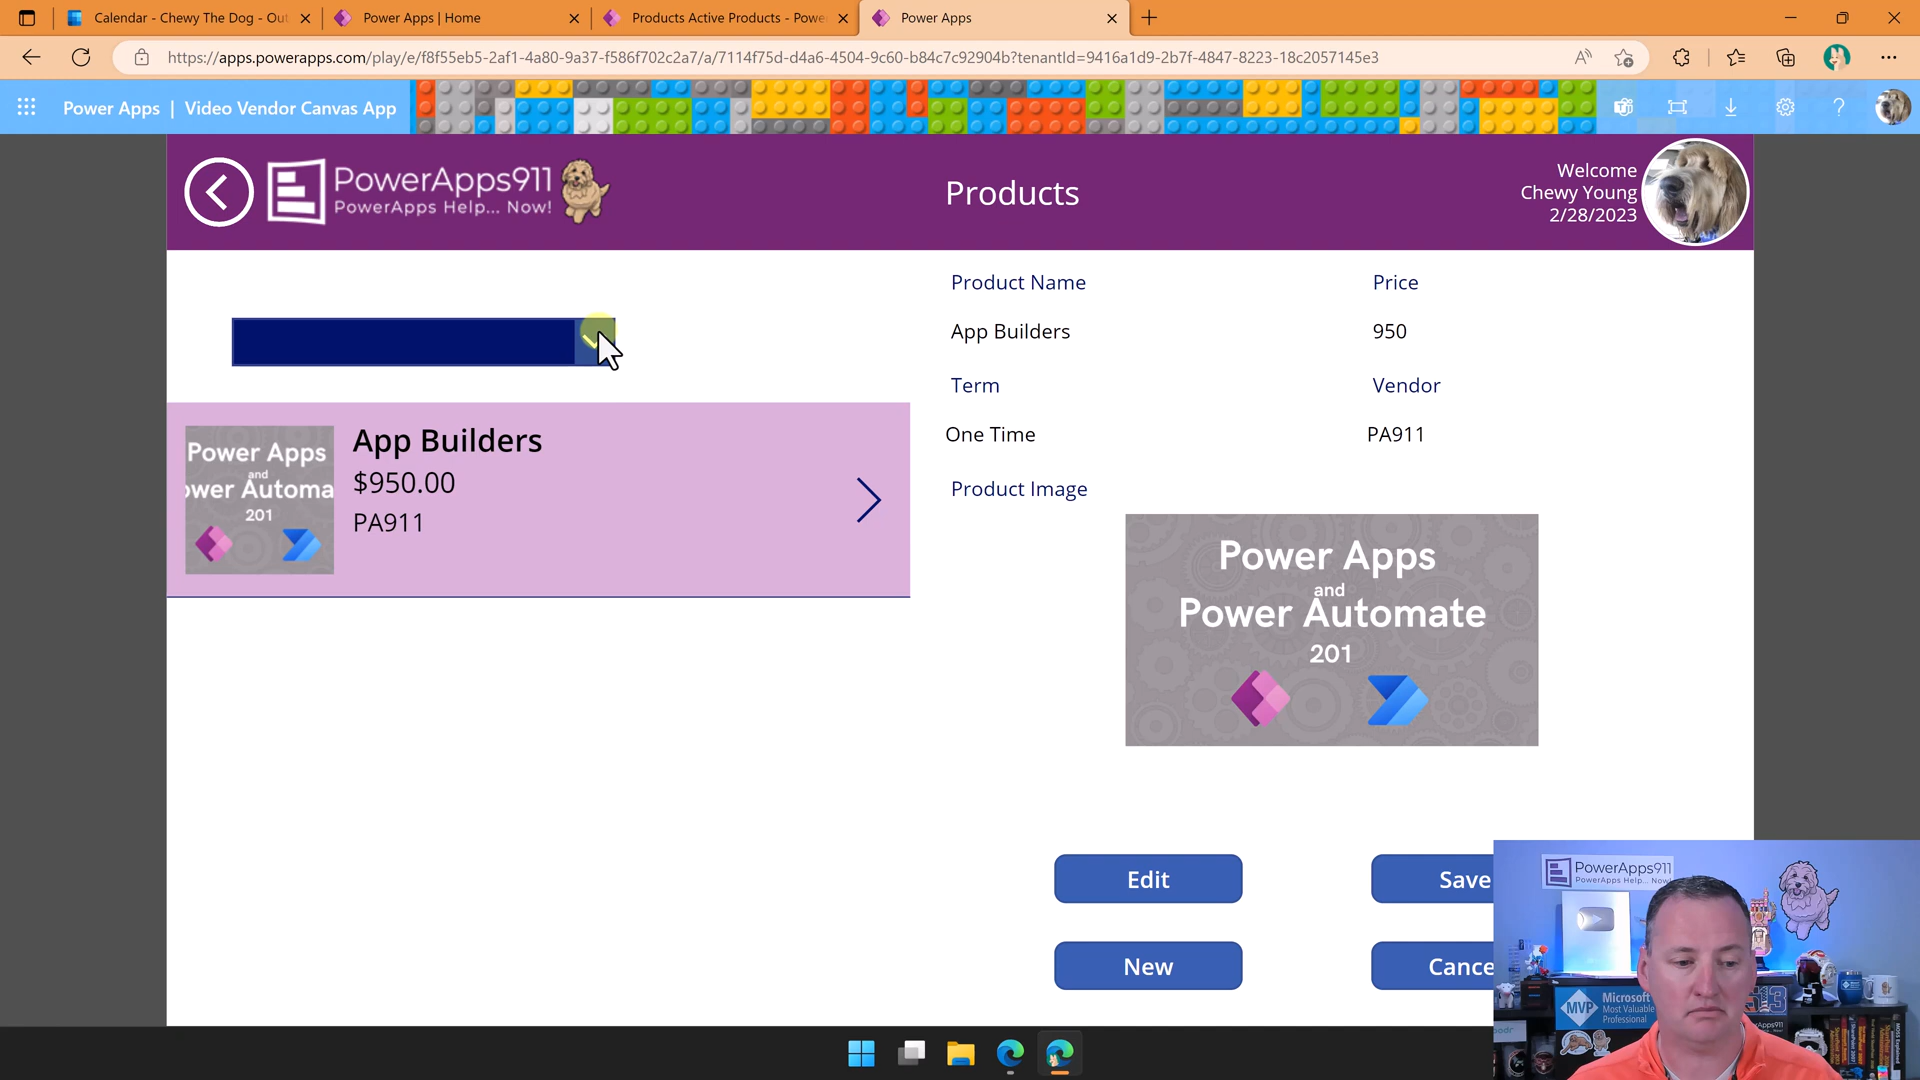 Calendar - Chewy The Dog - Out
Power Apps | Home
Products Active Products - Power
Power Apps
https://apps.powerapps.com/play/e/f8f55eb5-2af1-4a80-9a37-f586f702c2a7/a/7114f75d-d4a6-4504-9c60-b84c7c92904b?tenantId=9416a1d9-2b7f-4847-8223-18c2057145e3
Power Apps | Video Vendor Canvas App
PowerApps911
PowerApps Help... Now!
Products
Welcome
Chewy Young
2/28/2023
Product Name
Price
App Builders
950
Term
Vendor
One Time
PA911
Product Image
Power Apps
and
ower Automa
201
App Builders
$950.00
PA911
Power Apps
and
Power Automate
201
Edit
Save
New
Cance
PowerApps911
PowerApps Help... Now!
MVP
Microsoft
Most Valuable
Professional